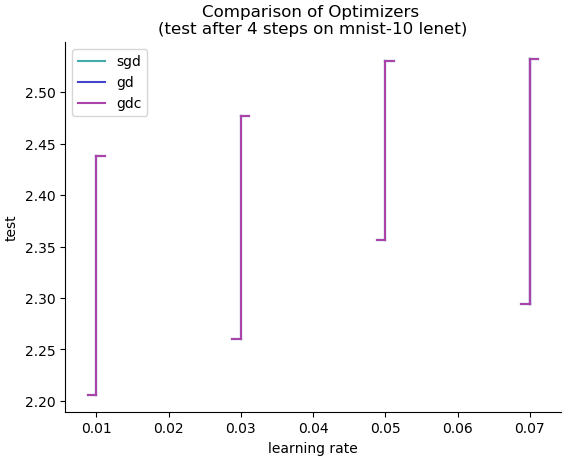 Comparison of Optimizers
(test after 4 steps on mnist-10 lenet)
sgd
gd
gdc
2.50
2.45
2.40
2.35
2.30
2.25
2.20
test
0.01 0.02 0.03 0.04 0.05 0.06 0.07
learning rate